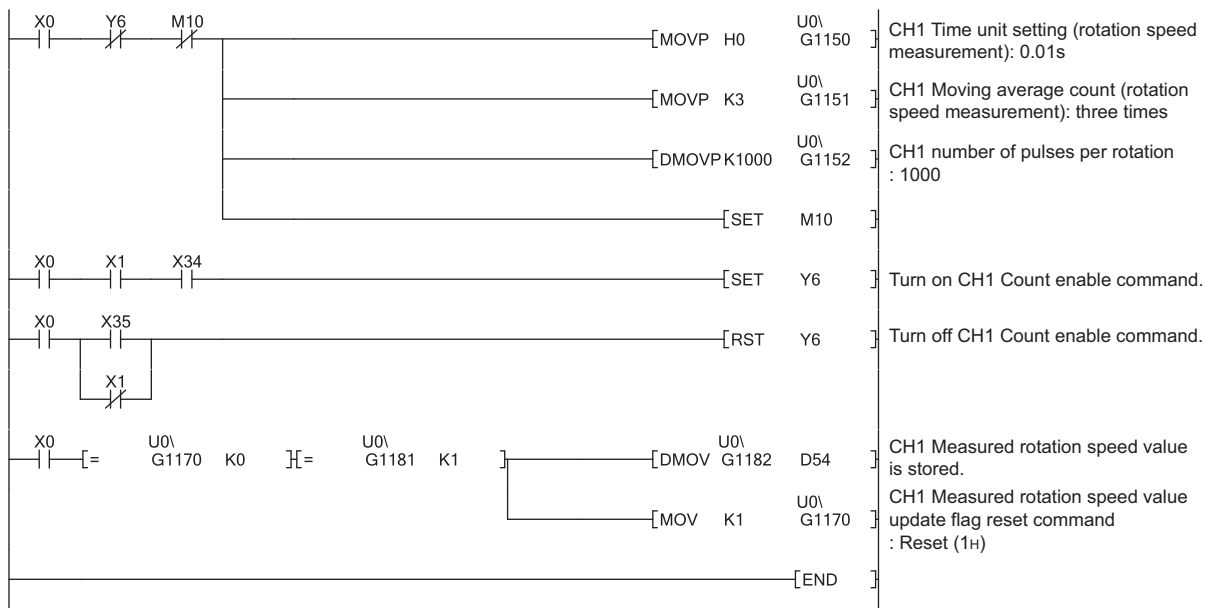 X0 Y6 M10
[MOVP H0 U0\ G1150 ]
CH1 Time unit setting (rotation speed
measurement): 0.01s
[MOVP K3 U0\ G1151 ]
CH1 Moving average count (rotation
speed measurement): three times
[DMOVP K1000 U0\ G1152 ]
CH1 number of pulses per rotation
: 1000
[SET M10 ]
X0 X1 X34
[SET Y6 ]
Turn on CH1 Count enable command.
X0 X35
[RST Y6 ]
Turn off CH1 Count enable command.
X1
X0
[= U0\ G1170 K0 ]
[= U0\ G1181 K1 ]
[DMOV U0\ G1182 D54 ]
CH1 Measured rotation speed value
is stored.
[MOV K1 U0\ G1170 ]
CH1 Measured rotation speed value
update flag reset command
: Reset (1H)
[END ]